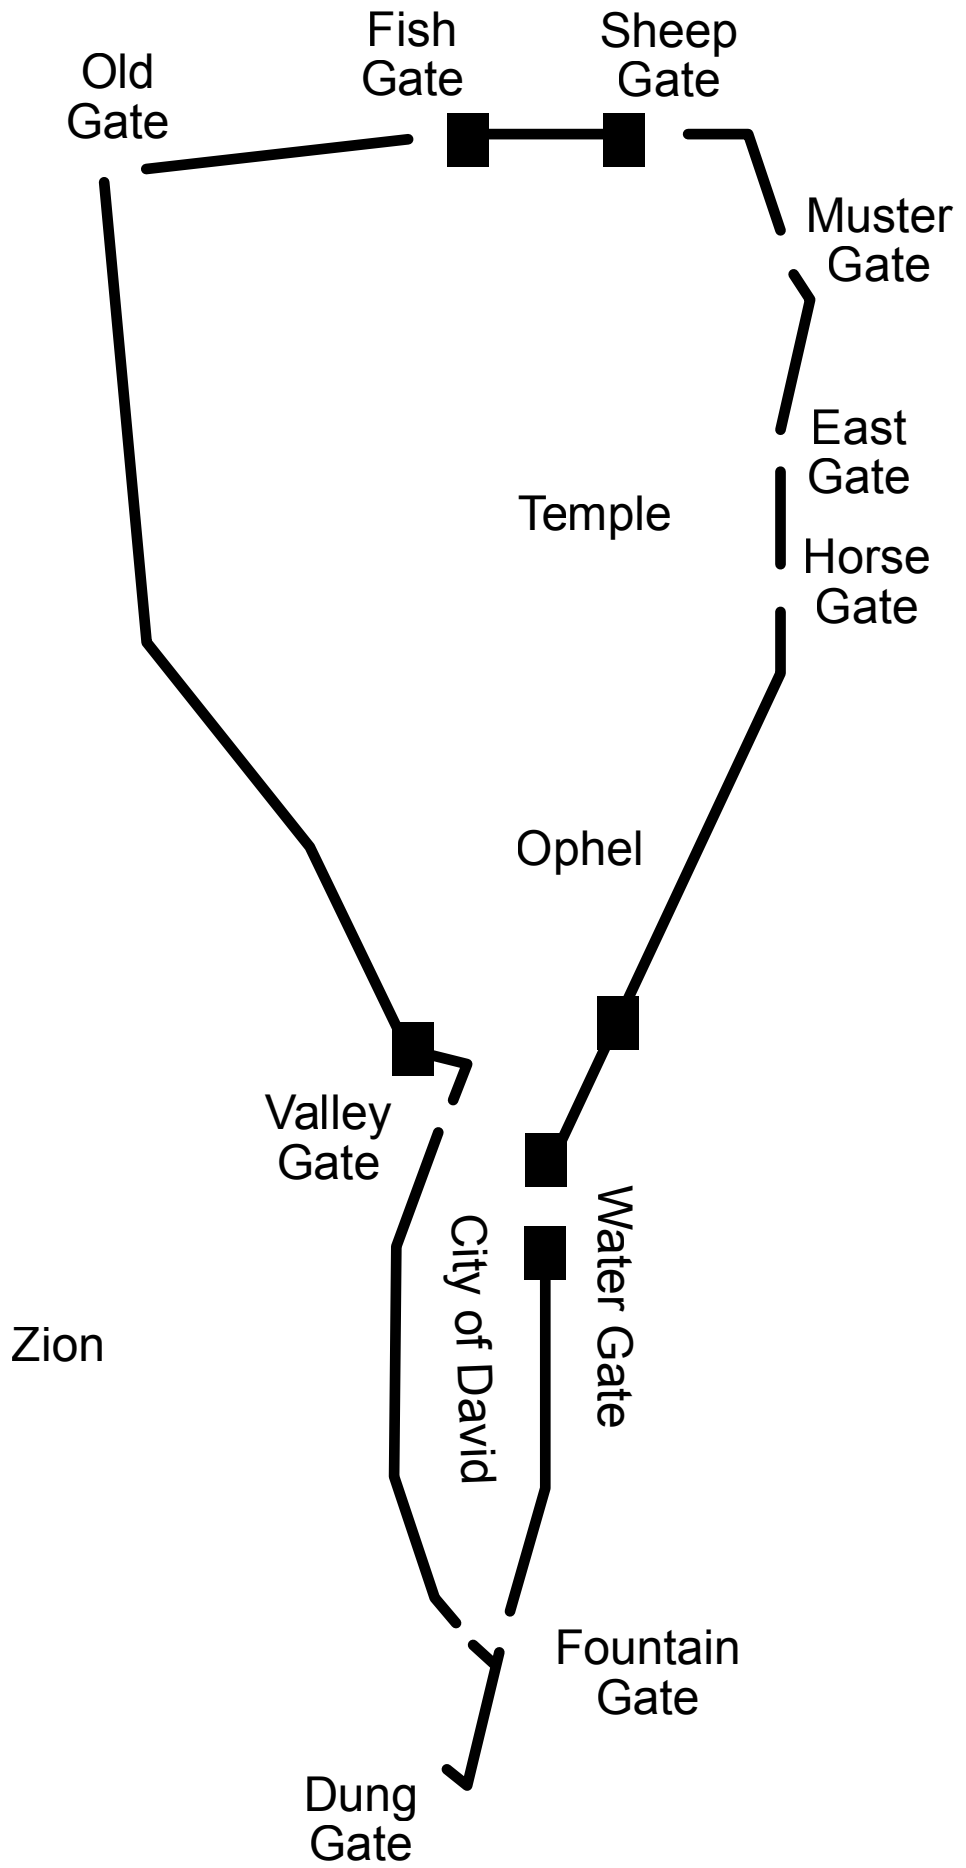 Fish
Gate
Sheep
Gate
Old
Gate
Muster
Gate
East
Gate
Temple
Horse
Gate
Ophel
Valley
Gate
Water Gate
City of David
Zion
Fountain
Gate
Dung
Gate